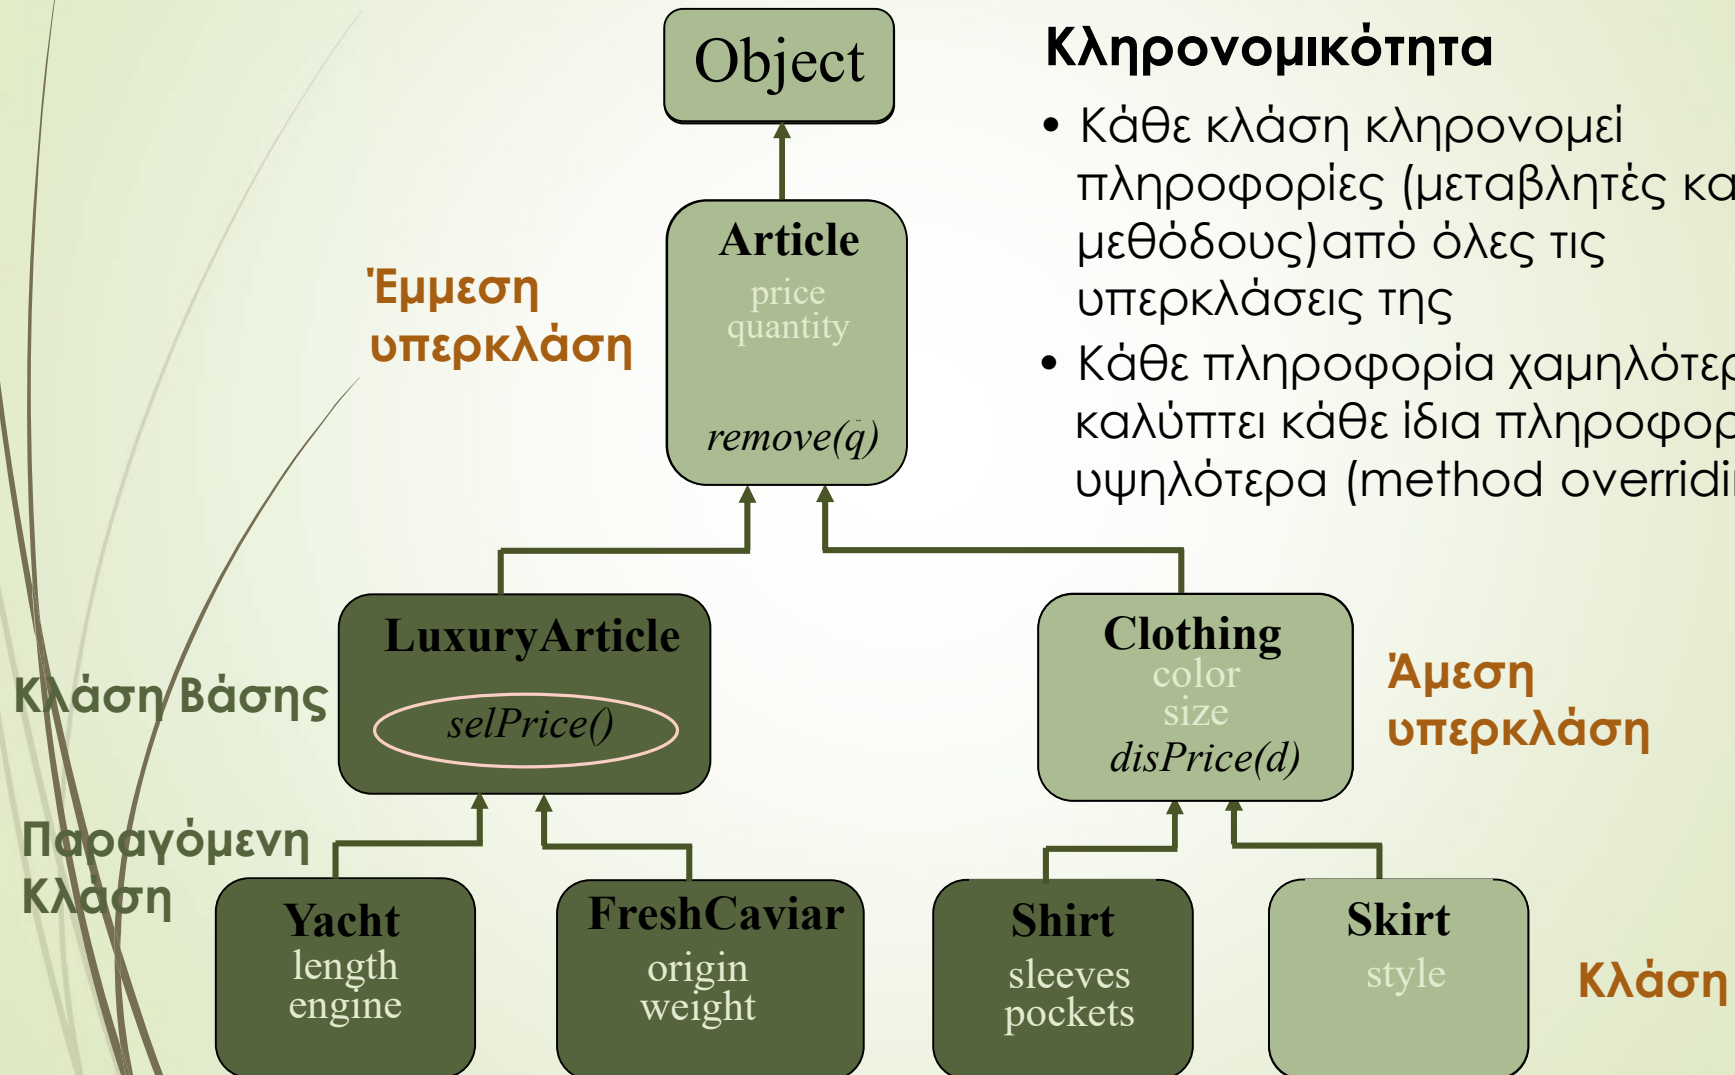 Object
Κληρονομικότητα
• Κάθε κλάση κληρονομεί
πληροφορίες (μεταβλητές κα
μεθόδους)από όλες τις
υπερκλάσεις της
• Κάθε πληροφορία χαμηλότερ
καλύπτει κάθε ίδια πληροφορ
υψηλότερα (method overridin
Article
price
quantity
remove(q)
Έμμεση
υπερκλάση
LuxuryArticle
selPrice()
Κλάση Βάσης
Clothing
color
size
disPrice(d)
Άμεση
υπερκλάση
Παραγόμενη
Κλάση
Yacht
length
engine
FreshCaviar
origin
weight
Shirt
sleeves
pockets
Skirt
style
Κλάση